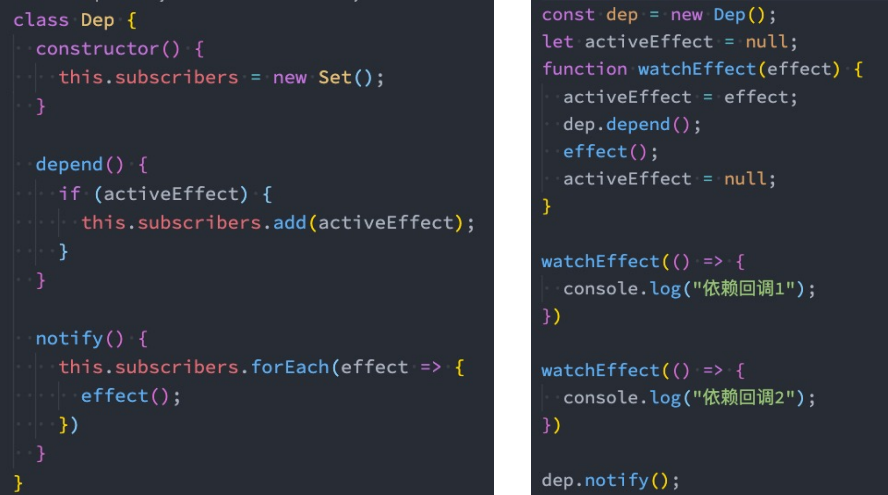 class Dep {
  constructor() {
    this.subscribers = new Set();
  }

  depend() {
    if (activeEffect) {
      this.subscribers.add(activeEffect);
    }
  }

  notify() {
    this.subscribers.forEach(effect => {
      effect();
    })
  }
}
const dep = new Dep();
let activeEffect = null;
function watchEffect(effect) {
  activeEffect = effect;
  dep.depend();
  effect();
  activeEffect = null;
}

watchEffect(() => {
  console.log("依赖回调1");
})

watchEffect(() => {
  console.log("依赖回调2");
})

dep.notify();